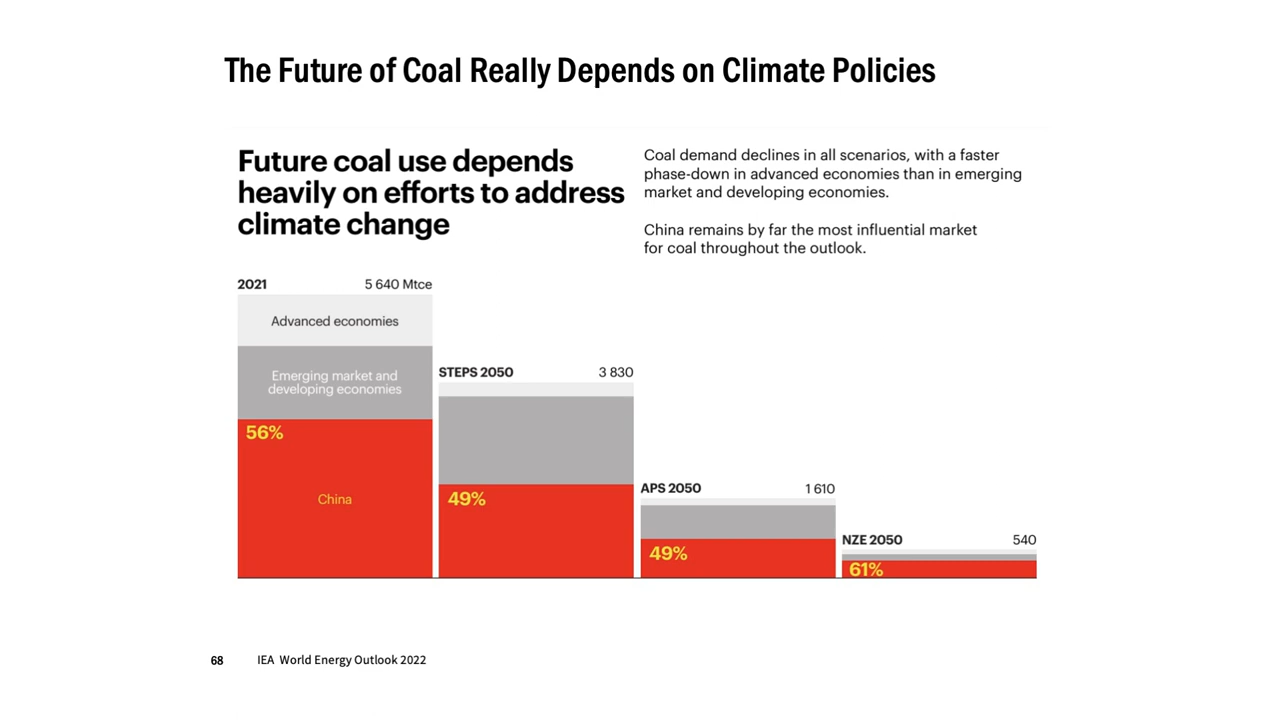 The Future of Coal Really Depends on Climate Policies
Future coal use depends
heavily on efforts to address
climate change
Coal demand declines in all scenarios, with a faster
phase-down in advanced economies than in emerging
market and developing economies.
China remains by far the most influential market
for coal throughout the outlook.
2021 5 640 Mtce
Advanced economies
Emerging market and
developing economies
56%
China
STEPS 2050 3 830
49%
APS 2050 1 610
49%
NZE 2050 540
61%
68 IEA World Energy Outlook 2022